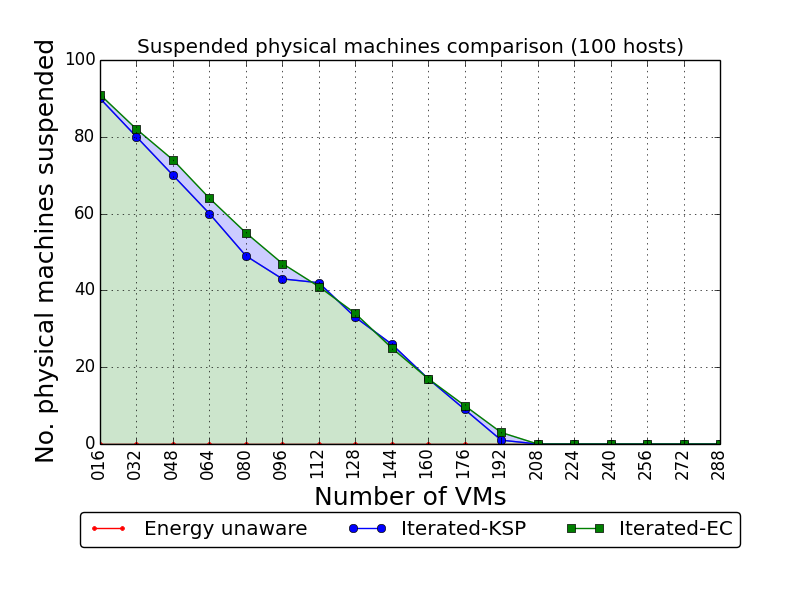 Suspended physical machines comparison (100 hosts)
No. physical machines suspended
100
80
60
40
20
0
016 032 048 064 080 096 112 128 144 160 176 192 208 224 240 256 272 288
Number of VMs
Energy unaware Iterated-KSP Iterated-EC